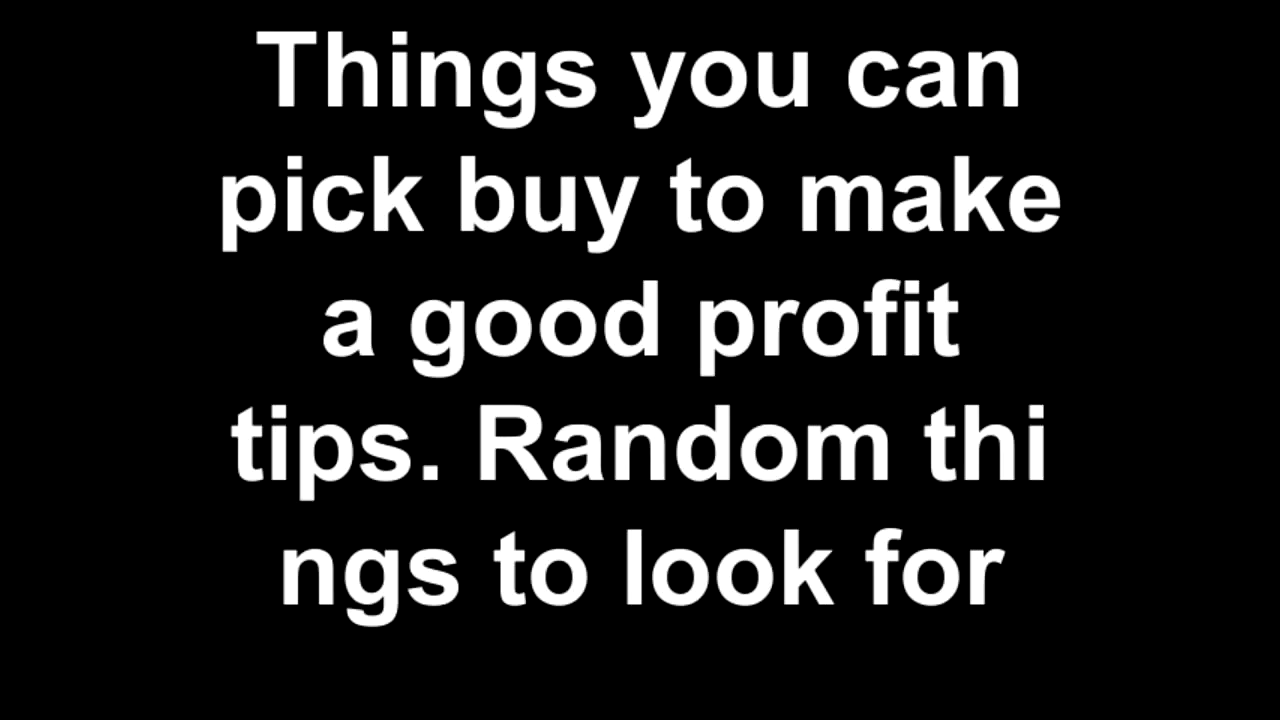 Things you can
pick buy to make
a good profit
tips. Random thi
ngs to look for